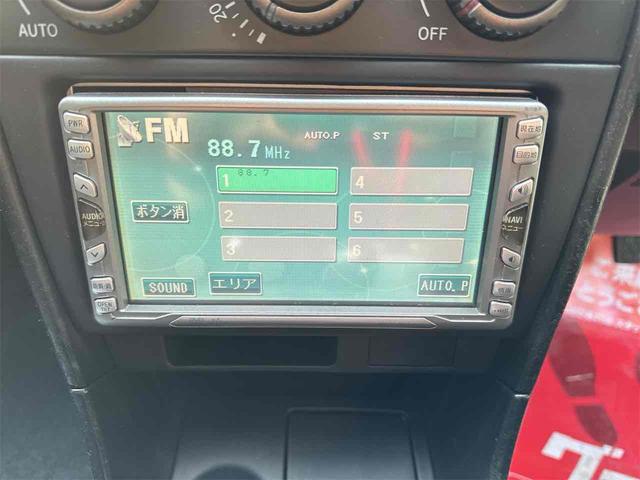 AUTO
20
OFF
PWR
AUDIO
AUDIO
メニュー
OPEN
FM
AUTO.P ST
88.7 MHz
1 88.7
2
3
4
5
6
ボタン消
SOUND
エリア
AUTO.P
現在地
目的地
NAVI
メニュー